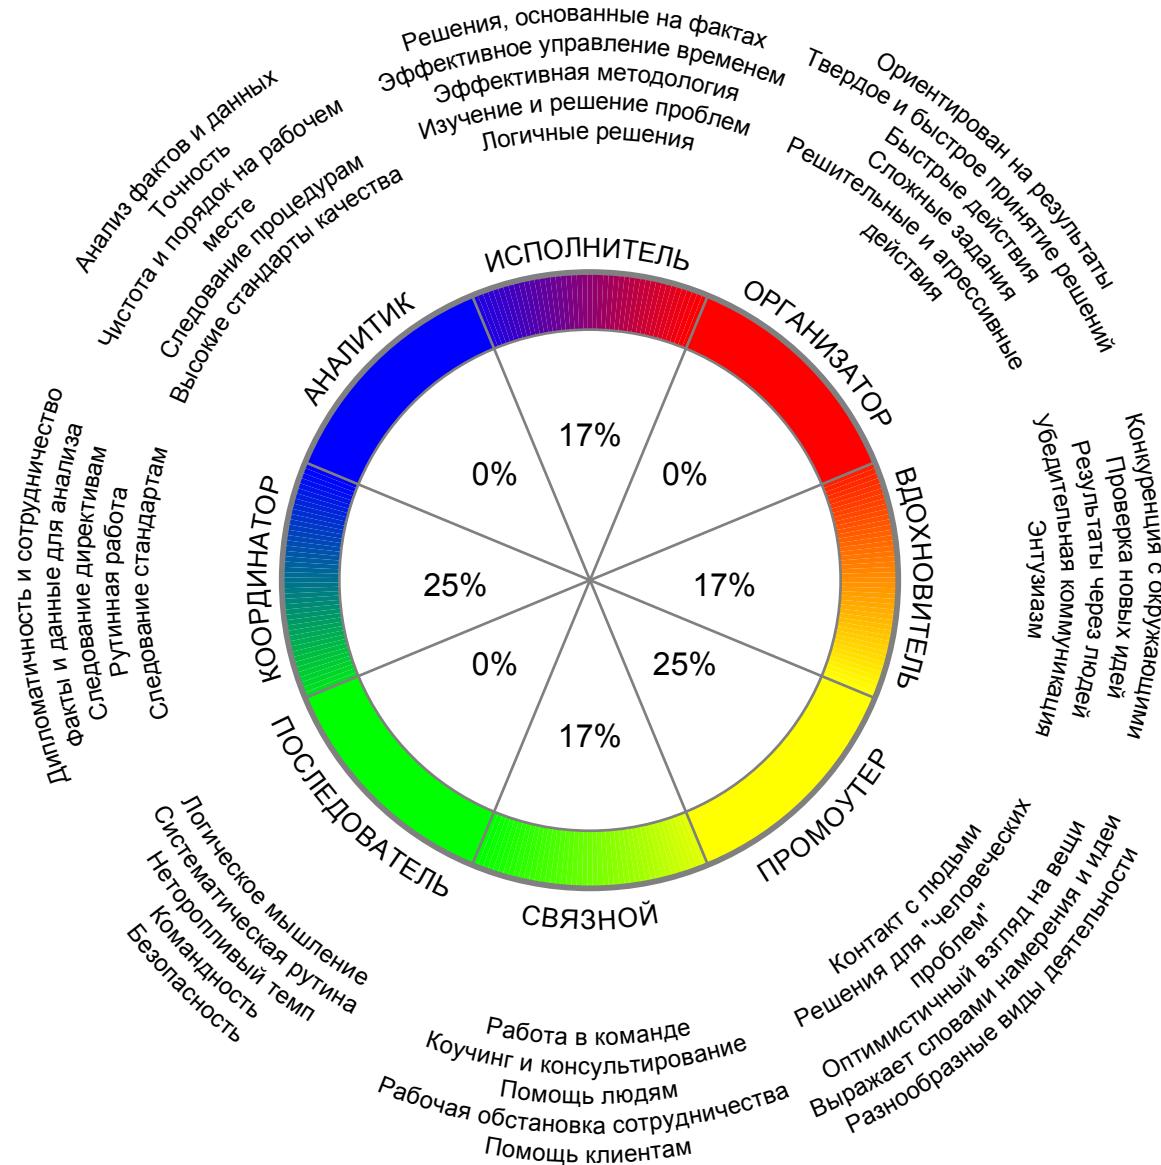 Решения, основанные на фактах
Эффективное управление временем
Эффективная методология
Изучение и решение проблем
Логичные решения
Ориентирован на результаты
Твердое и быстрое принятие решений
Быстрые действия
Сложные задания
Решительные и агрессивные
действия
Анализ фактов и данных
Точность
Чистота и порядок на рабочем
месте
Следование процедурам
Высокие стандарты качества
ИСПОЛНИТЕЛЬ
ОРГАНИЗАТОР
АНАЛИТИК
ВДОХНОВИТЕЛЬ
КООРДИНАТОР
ПРОМОУТЕР
ПОСЛЕДОВАТЕЛЬ
СВЯЗНОЙ
17%
0%
0%
25%
17%
0%
25%
17%
Конкуренция с окружающими
Проверка новых идей
Результаты через людей
Убедительная коммуникация
Энтузиазм
Дипломатичность и сотрудничество
Факты и данные для анализа
Следование директивам
Рутинная работа
Следование стандартам
Логическое мышление
Систематическая рутина
Неторопливый темп
Командность
Безопасность
Контакт с людьми
Решения для "человеческих
проблем"
Оптимистичный взгляд на вещи
Выражает словами намерения и идеи
Разнообразные виды деятельности
Работа в команде
Коучинг и консультирование
Помощь людям
Рабочая обстановка сотрудничества
Помощь клиентам